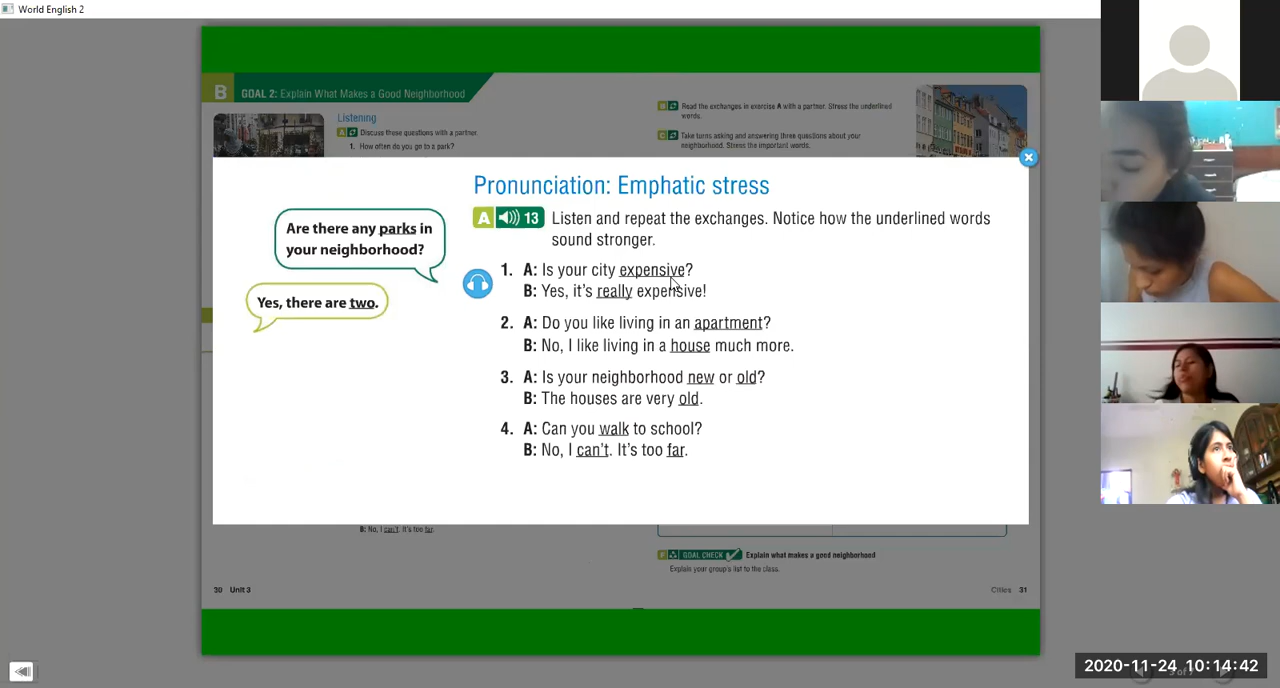 World English 2
B GOAL 2: Explain What Makes a Good Neighborhood
Listening
A Discuss these questions with a partner.
1. How often do you go to a park?
B Read the exchanges in exercise A with a partner. Stress the underlined
words.
C Take turns asking and answering three questions about your
neighborhood. Stress the important words.
Pronunciation: Emphatic stress
A 13 Listen and repeat the exchanges. Notice how the underlined words
sound stronger.
Are there any parks in
your neighborhood?
Yes, there are two.
1. A: Is your city expensive?
B: Yes, it's really expensive!
2. A: Do you like living in an apartment?
B: No, I like living in a house much more.
3. A: Is your neighborhood new or old?
B: The houses are very old.
4. A: Can you walk to school?
B: No, I can't. It's too far.
B: No, I can't. It's too far.
GOAL CHECK Explain what makes a good neighborhood
Explain your group's list to the class.
30 Unit 3
Cities 31
2020-11-24 10:14:42